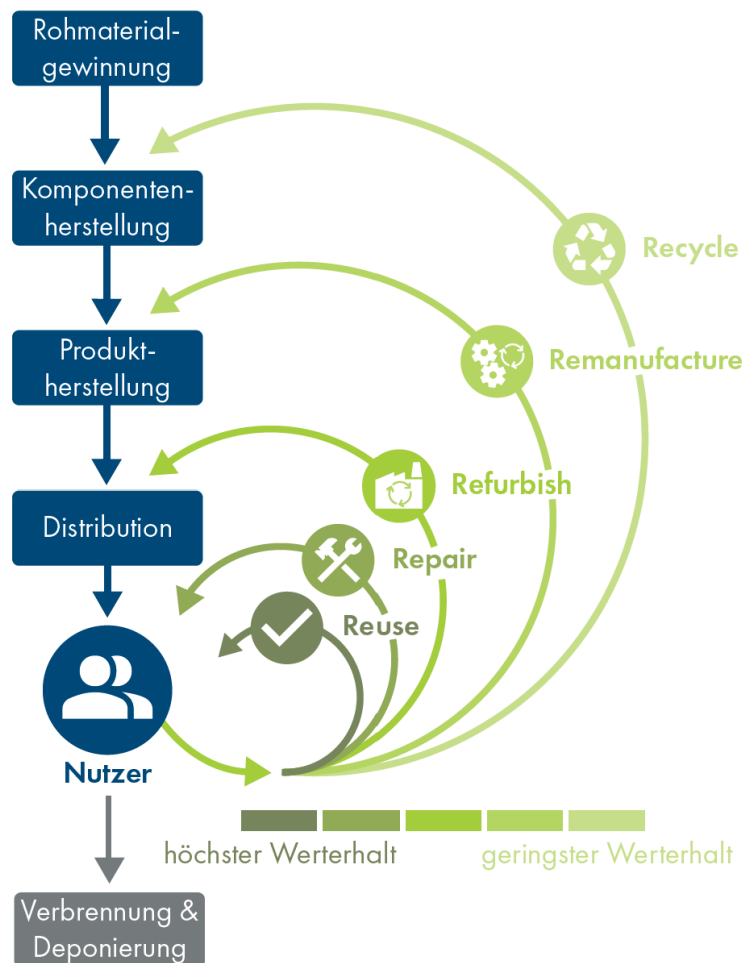 Rohmaterial-
gewinnung
Komponenten-
herstellung
Recycle
Remanufacture
Produkt-
herstellung
Refurbish
Distribution
Repair
Reuse
Nutzer
höchster Werterhalt
geringster Werterhalt
Verbrennung &
Deponierung